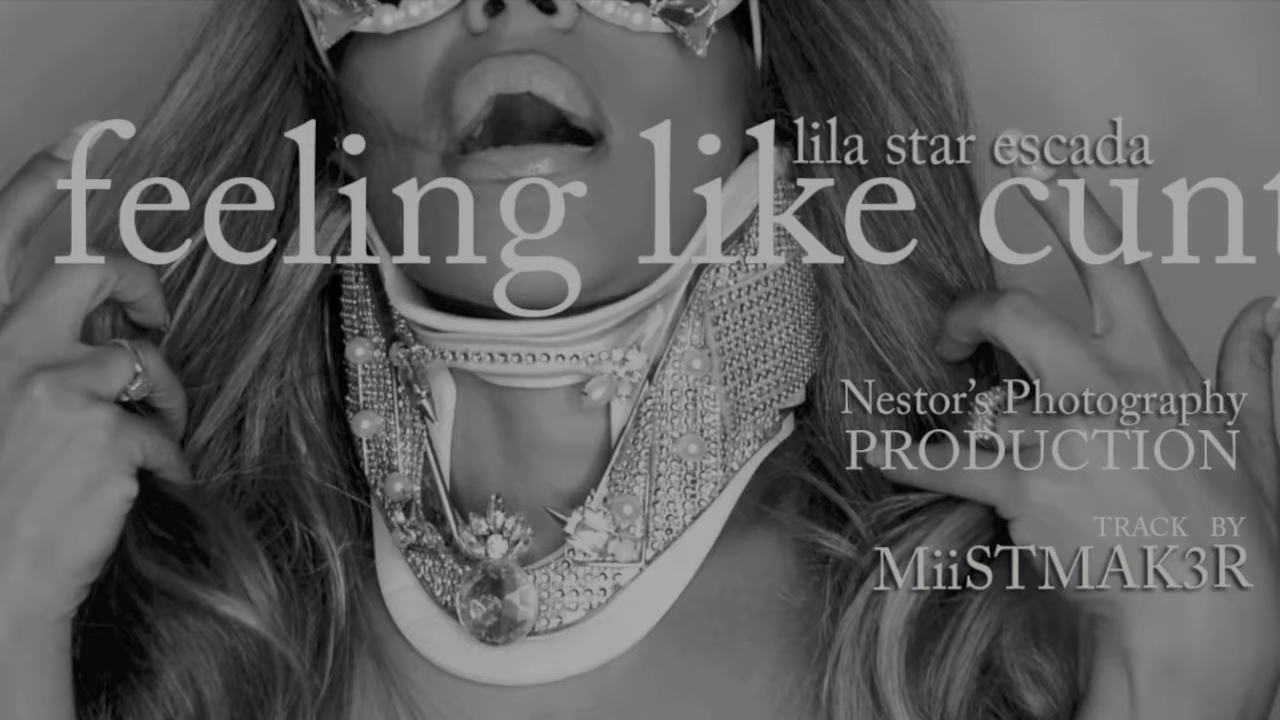 lila star escada
feeling like cunt
Nestor's Photography
PRODUCTION
TRACK BY
MiiSTMAK3R